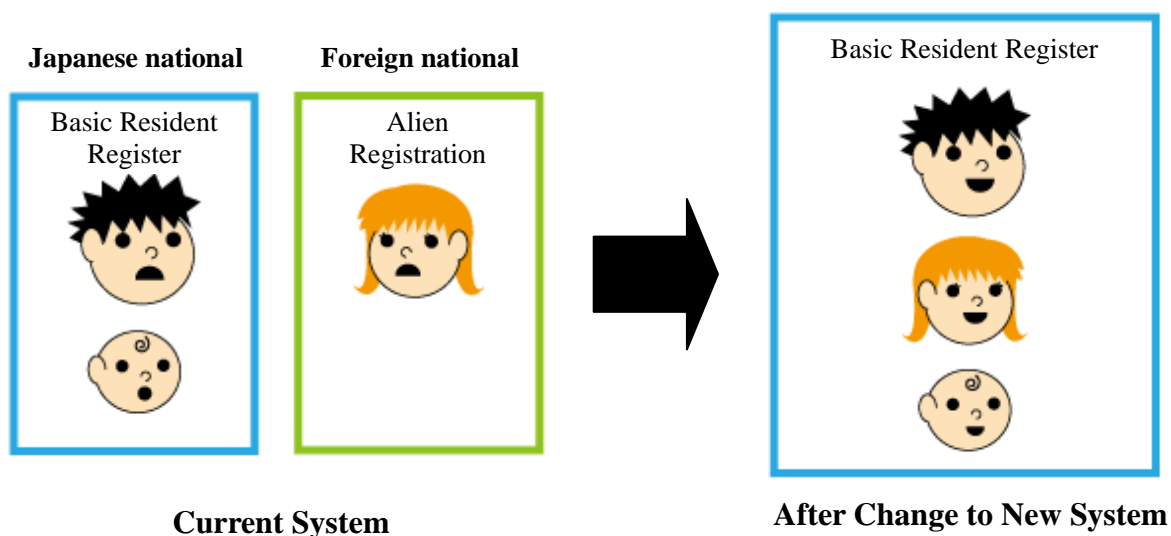 Japanese national
Foreign national
Basic Resident
Register
Alien
Registration
Basic Resident Register
Current System
After Change to New System